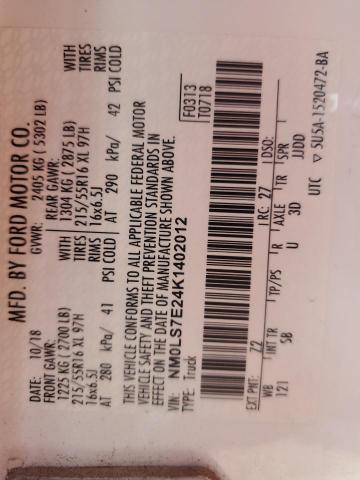 MFD. BY FORD MOTOR CO.
DATE: 10/18 GVWR: 2405 KG ( 5302 LB)
FRONT GAWR: REAR GAWR:
1225 KG ( 2700 LB) WITH 1304 KG ( 2875 LB) WITH
215/55R16 XL 97H TIRES 215/55R16 XL 97H TIRES
16x6.5J RIMS 16x6.5J RIMS
AT 280 kPa/ 41 PSI COLD AT 290 kPa/ 42 PSI COLD
THIS VEHICLE CONFORMS TO ALL APPLICABLE FEDERAL MOTOR
VEHICLE SAFETY AND THEFT PREVENTION STANDARDS IN
EFFECT ON THE DATE OF MANUFACTURE SHOWN ABOVE.
VIN: NM0LS7E24K1402012
TYPE: Truck
F0313
T0718
EXT PNT: 7Z RC: 27 DSO:
WB INT TR TP/PS R AXLE TR SPR
121 SB U 3D JJDD
UTC ▽ 5U5A-1520472-BA